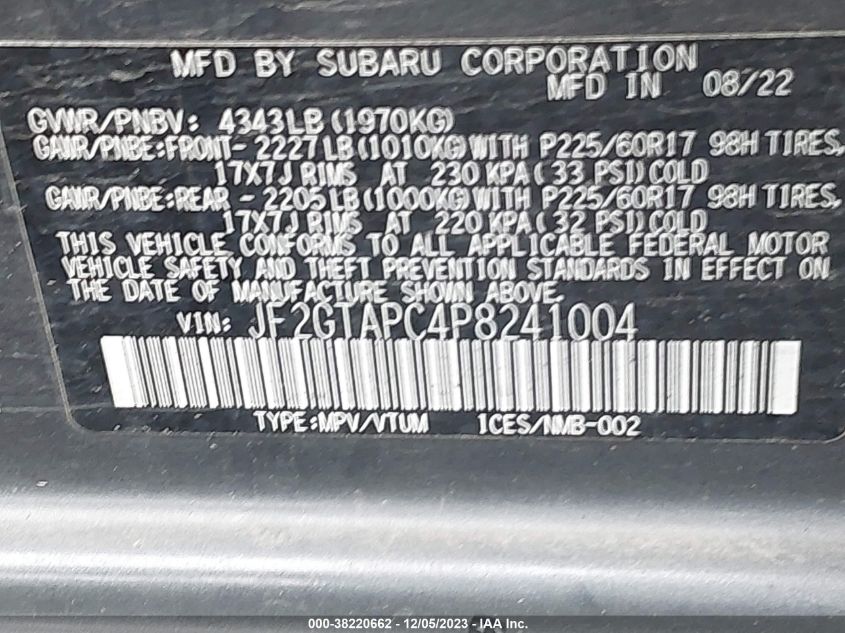 MFD BY SUBARU CORPORATION
MFD IN 08/22
GVWR/PNBV: 4343LB(1970KG)
GAWR/PNBE:FRONT- 2227LB(1010KG)WITH P225/60R17 98H TIRES,
17X7J RIMS AT 230 KPA( 33 PSI)COLD
GAWR/PNBE:REAR - 2205LB(1000KG)WITH P225/60R17 98H TIRES,
17X7J RIMS AT 220 KPA( 32 PSI)COLD
THIS VEHICLE CONFORMS TO ALL APPLICABLE FEDERAL MOTOR
VEHICLE SAFETY AND THEFT PREVENTION STANDARDS IN EFFECT ON
THE DATE OF MANUFACTURE SHOWN ABOVE.
VIN: JF2GTAPC4P8241004
TYPE:MPV/VTUM ICES/NMB-002
000-38220662 - 12/05/2023 - IAA Inc.